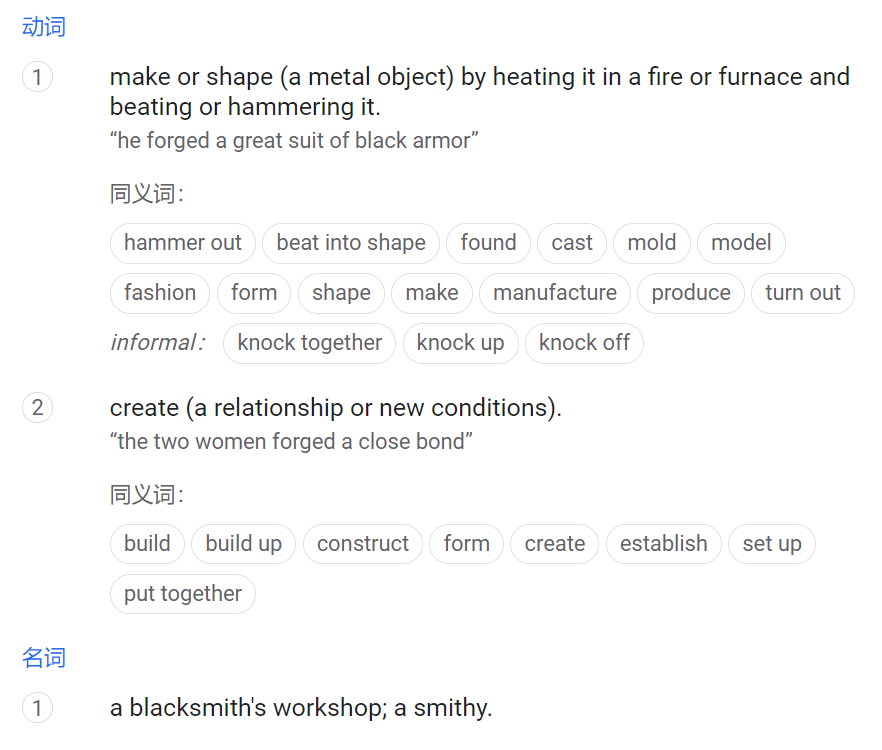 动词
1 make or shape (a metal object) by heating it in a fire or furnace and
beating or hammering it.
“he forged a great suit of black armor”
同义词：
hammer out beat into shape found cast mold model
fashion form shape make manufacture produce turn out
informal： knock together knock up knock off
2 create (a relationship or new conditions).
“the two women forged a close bond”
同义词：
build build up construct form create establish set up
put together
名词
1 a blacksmith's workshop; a smithy.